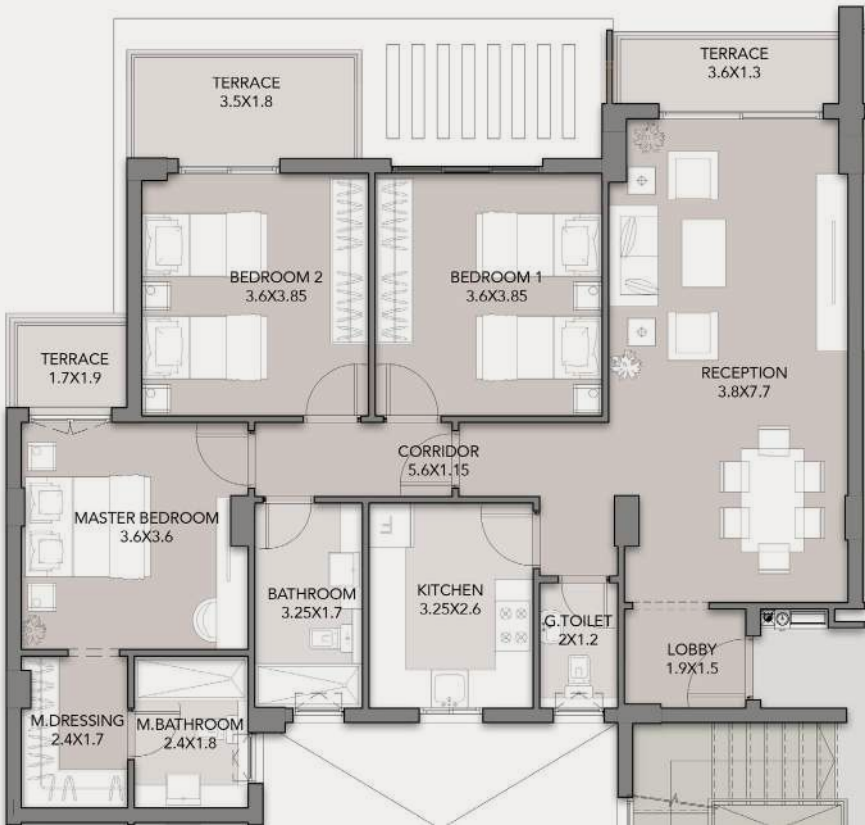 TERRACE
3.6X1.3
TERRACE
3.5X1.8
BEDROOM 2
3.6X3.85
BEDROOM 1
3.6X3.85
TERRACE
1.7X1.9
RECEPTION
3.8X7.7
CORRIDOR
5.6X1.15
MASTER BEDROOM
3.6X3.6
BATHROOM
3.25X1.7
KITCHEN
3.25X2.6
G.TOILET
2X1.2
LOBBY
1.9X1.5
M.DRESSING
2.4X1.7
M.BATHROOM
2.4X1.8